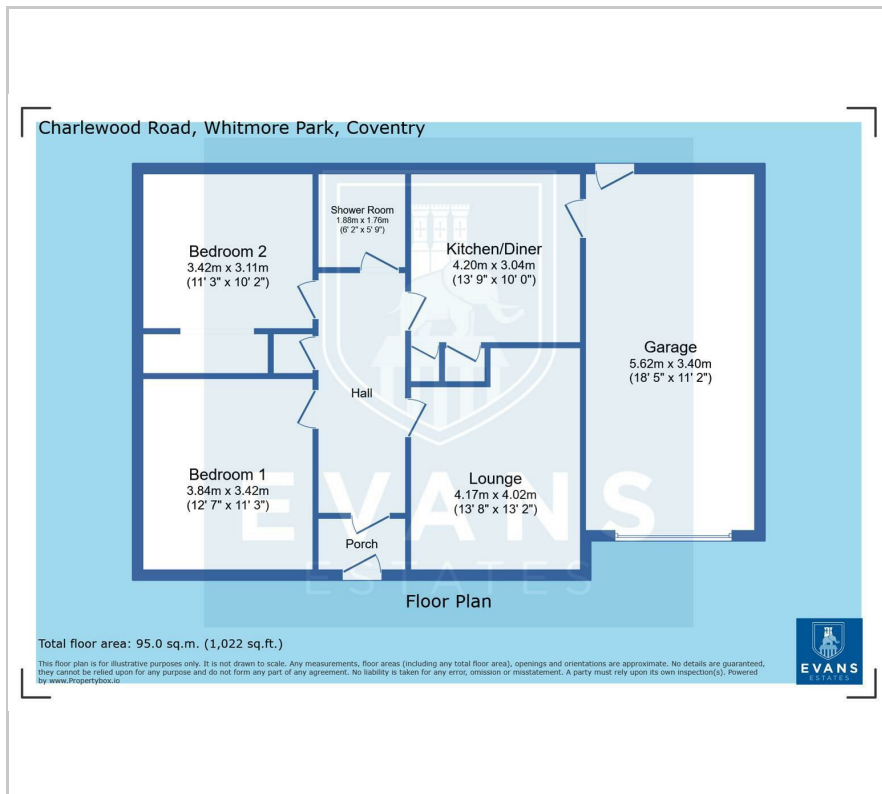 Charlewood Road, Whitmore Park, Coventry
Shower Room
1.88m x 1.76m
(6' 2" x 5' 9")
Bedroom 2
3.42m x 3.11m
(11' 3" x 10' 2")
Kitchen/Diner
4.20m x 3.04m
(13' 9" x 10' 0")
Garage
5.62m x 3.40m
(18' 5" x 11' 2")
Hall
Bedroom 1
3.84m x 3.42m
(12' 7" x 11' 3")
Lounge
4.17m x 4.02m
(13' 8" x 13' 2")
EVANS
ESTATES
Porch
Floor Plan
Total floor area: 95.0 sq.m. (1,022 sq.ft.)
This floor plan is for illustrative purposes only. It is not drawn to scale. Any measurements, floor areas (including any total floor area), openings and orientations are approximate. No details are guaranteed,
they cannot be relied upon for any purpose and do not form any part of any agreement. No liability is taken for any error, omission or misstatement. A party must rely upon its own inspection(s). Powered
by www.Propertybox.io
EVANS
ESTATES